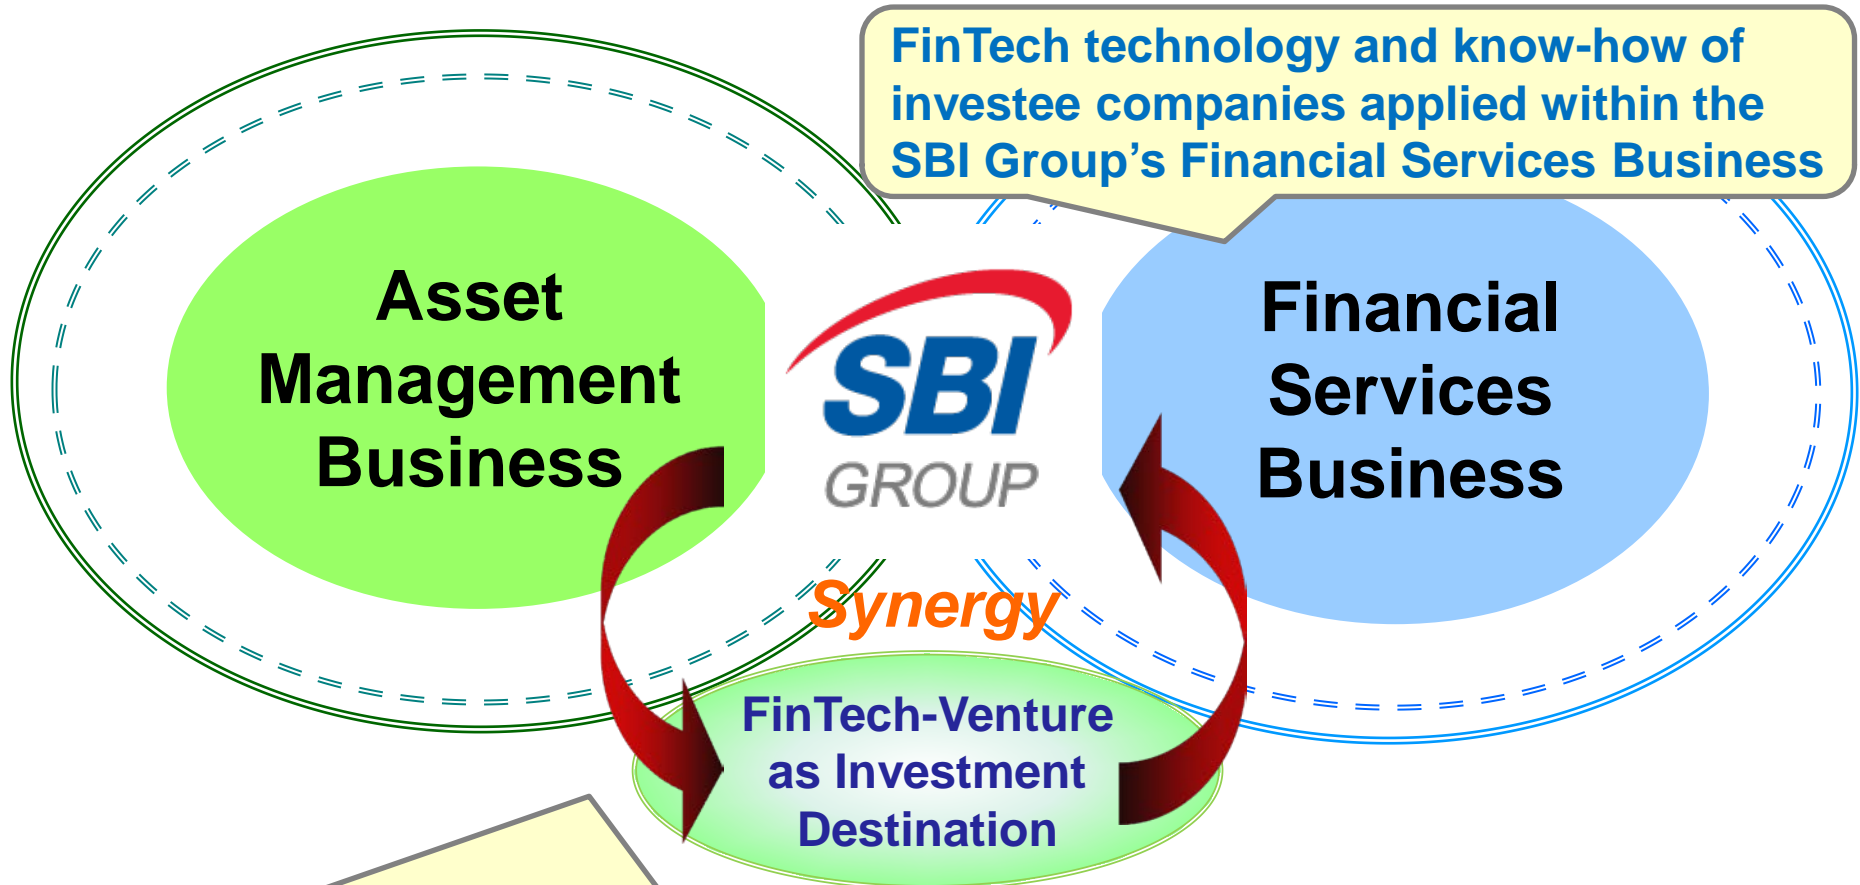 FinTech technology and know-how of
investee companies applied within the
SBI Group’s Financial Services Business
Asset
Management
Business
SBI
GROUP
Financial
Services
Business
Synergy
FinTech-Venture
as Investment
Destination